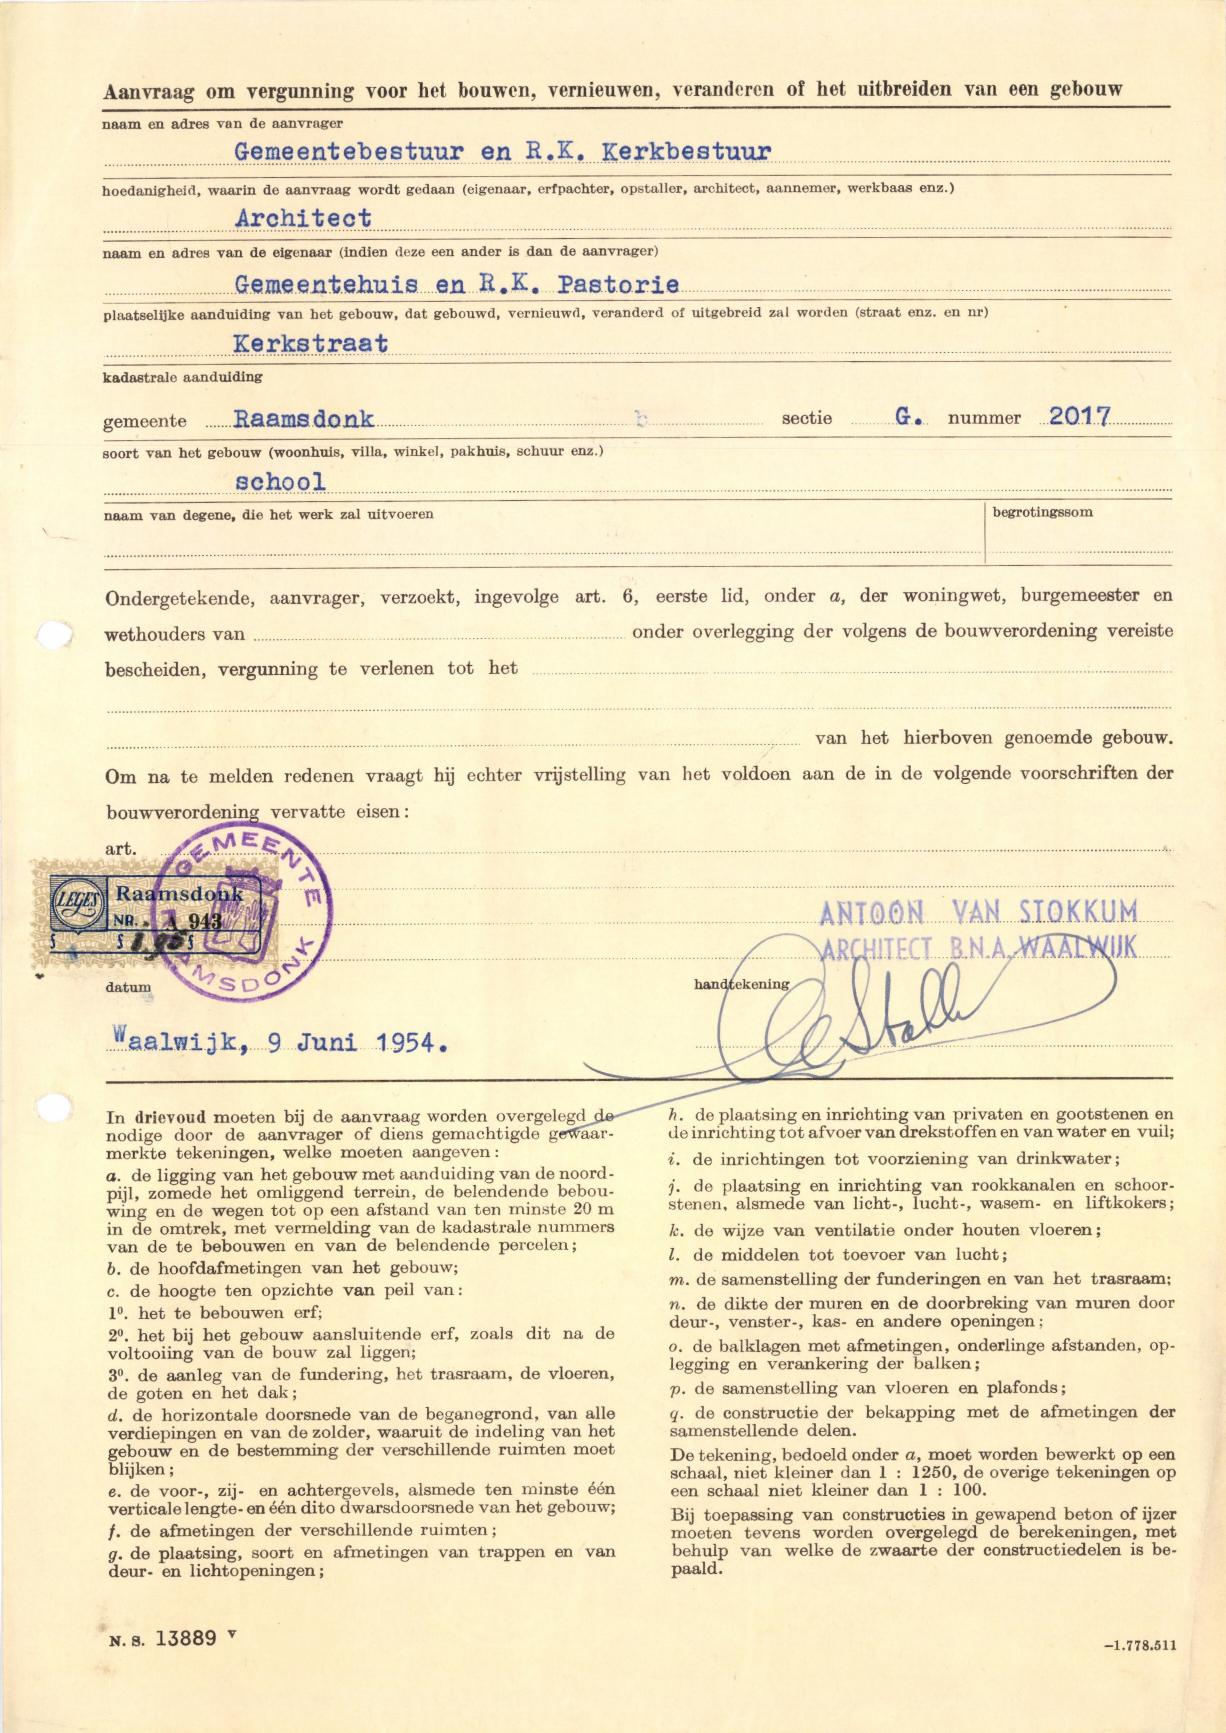 Aanvraag om vergunning voor het bouwen, vernieuwen, veranderen of het uitbreiden van een gebouw
naam en adres van de aanvrager
Gemeentebestuur en R.K. Kerkbestuur
hoedanigheid, waarin de aanvraag wordt gedaan (eigenaar, erfpachter, opstaller, architect, aannemer, werkbaas enz.)
Architect
naam en adres van de eigenaar (indien deze een ander is dan de aanvrager)
Gemeentehuis en R.K. Pastorie
plaatselijke aanduiding van het gebouw, dat gebouwd, vernieuwd, veranderd of uitgebreid zal worden (straat enz. en nr)
Kerkstraat
kadastrale aanduiding
gemeente Raamsdonk b sectie G. nummer 2017
soort van het gebouw (woonhuis, villa, winkel, pakhuis, schuur enz.)
school
naam van degene, die het werk zal uitvoeren begrotingssom
Ondergetekende, aanvrager, verzoekt, ingevolge art. 6, eerste lid, onder a, der woningwet, burgemeester en
wethouders van onder overlegging der volgens de bouwverordening vereiste
bescheiden, vergunning te verlenen tot het
van het hierboven genoemde gebouw.
Om na te melden redenen vraagt hij echter vrijstelling van het voldoen aan de in de volgende voorschriften der
bouwverordening vervatte eisen:
art.
GEMEENTE
RAAMSDONK
LEGES Raamsdonk
NR. A 943
1.95
ANTOON VAN STOKKUM
ARCHITECT B.N.A. WAALWIJK
datum handtekening
Waalwijk, 9 Juni 1954.
In drievoud moeten bij de aanvraag worden overgelegd de
nodige door de aanvrager of diens gemachtigde gewaar-
merkte tekeningen, welke moeten aangeven:
a. de ligging van het gebouw met aanduiding van de noord-
pijl, zomede het omliggend terrein, de belendende bebou-
wing en de wegen tot op een afstand van ten minste 20 m
in de omtrek, met vermelding van de kadastrale nummers
van de te bebouwen en van de belendende percelen;
b. de hoofdafmetingen van het gebouw;
c. de hoogte ten opzichte van peil van:
1º. het te bebouwen erf;
2º. het bij het gebouw aansluitende erf, zoals dit na de
voltooiing van de bouw zal liggen;
3º. de aanleg van de fundering, het trasraam, de vloeren,
de goten en het dak;
d. de horizontale doorsnede van de beganegrond, van alle
verdiepingen en van de zolder, waaruit de indeling van het
gebouw en de bestemming der verschillende ruimten moet
blijken;
e. de voor-, zij- en achtergevels, alsmede ten minste één
verticale lengte- en één dito dwarsdoorsnede van het gebouw;
f. de afmetingen der verschillende ruimten;
g. de plaatsing, soort en afmetingen van trappen en van
deur- en lichtopeningen;
h. de plaatsing en inrichting van privaten en gootstenen en
de inrichting tot afvoer van drekstoffen en van water en vuil;
i. de inrichtingen tot voorziening van drinkwater;
j. de plaatsing en inrichting van rookkanalen en schoor-
stenen, alsmede van licht-, lucht-, wasem- en liftkokers;
k. de wijze van ventilatie onder houten vloeren;
l. de middelen tot toevoer van lucht;
m. de samenstelling der funderingen en van het trasraam;
n. de dikte der muren en de doorbreking van muren door
deur-, venster-, kas- en andere openingen;
o. de balklagen met afmetingen, onderlinge afstanden, op-
legging en verankering der balken;
p. de samenstelling van vloeren en plafonds;
q. de constructie der bekapping met de afmetingen der
samenstellende delen.
De tekening, bedoeld onder a, moet worden bewerkt op een
schaal, niet kleiner dan 1 : 1250, de overige tekeningen op
een schaal niet kleiner dan 1 : 100.
Bij toepassing van constructies in gewapend beton of ijzer
moeten tevens worden overgelegd de berekeningen, met
behulp van welke de zwaarte der constructiedelen is be-
paald.
N. S. 13889 v
-1.778.511